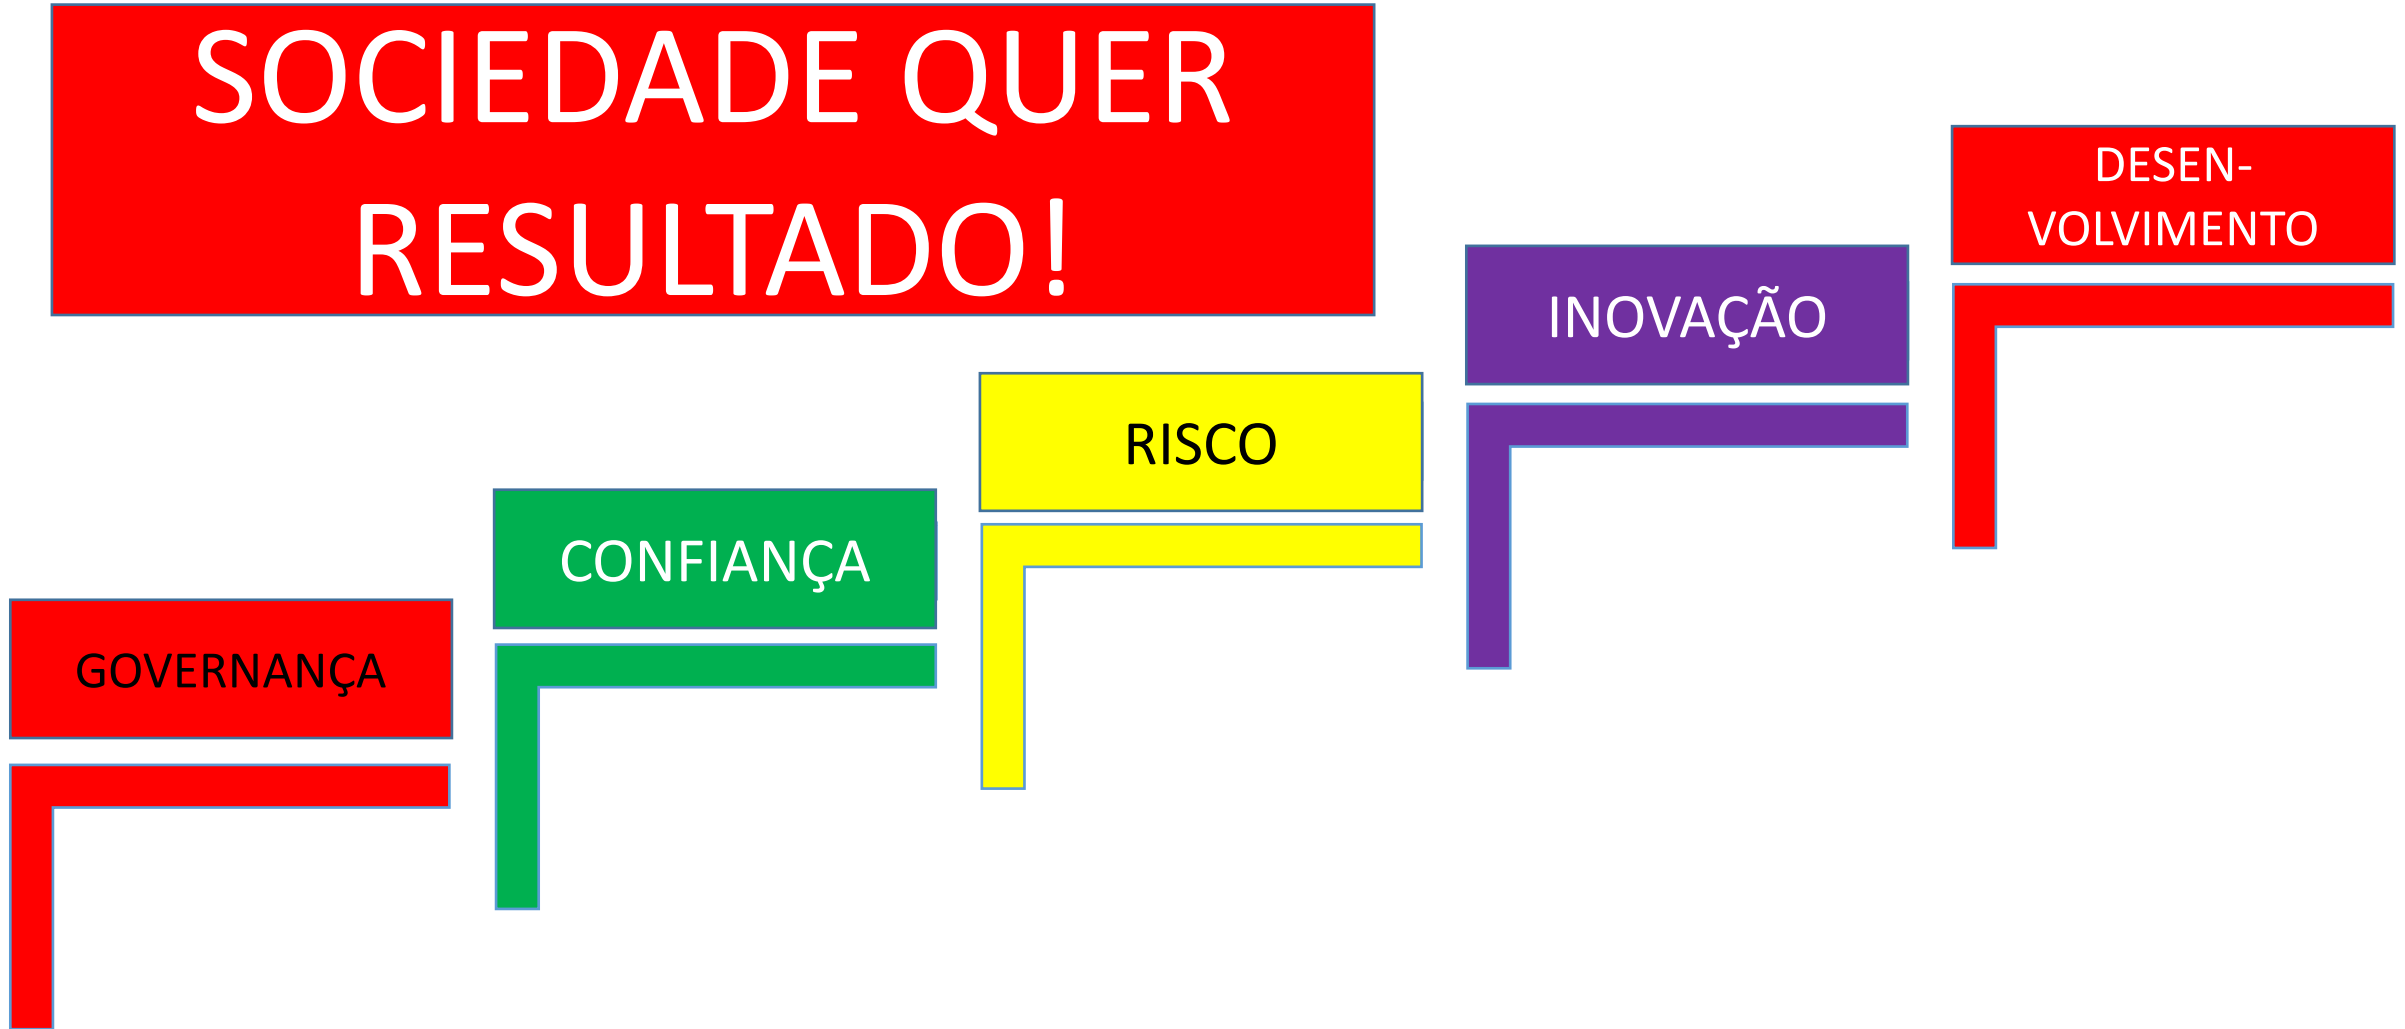 SOCIEDADE QUER
RESULTADO!
GOVERNANÇA
CONFIANÇA
RISCO
INOVAÇÃO
DESEN-
VOLVIMENTO